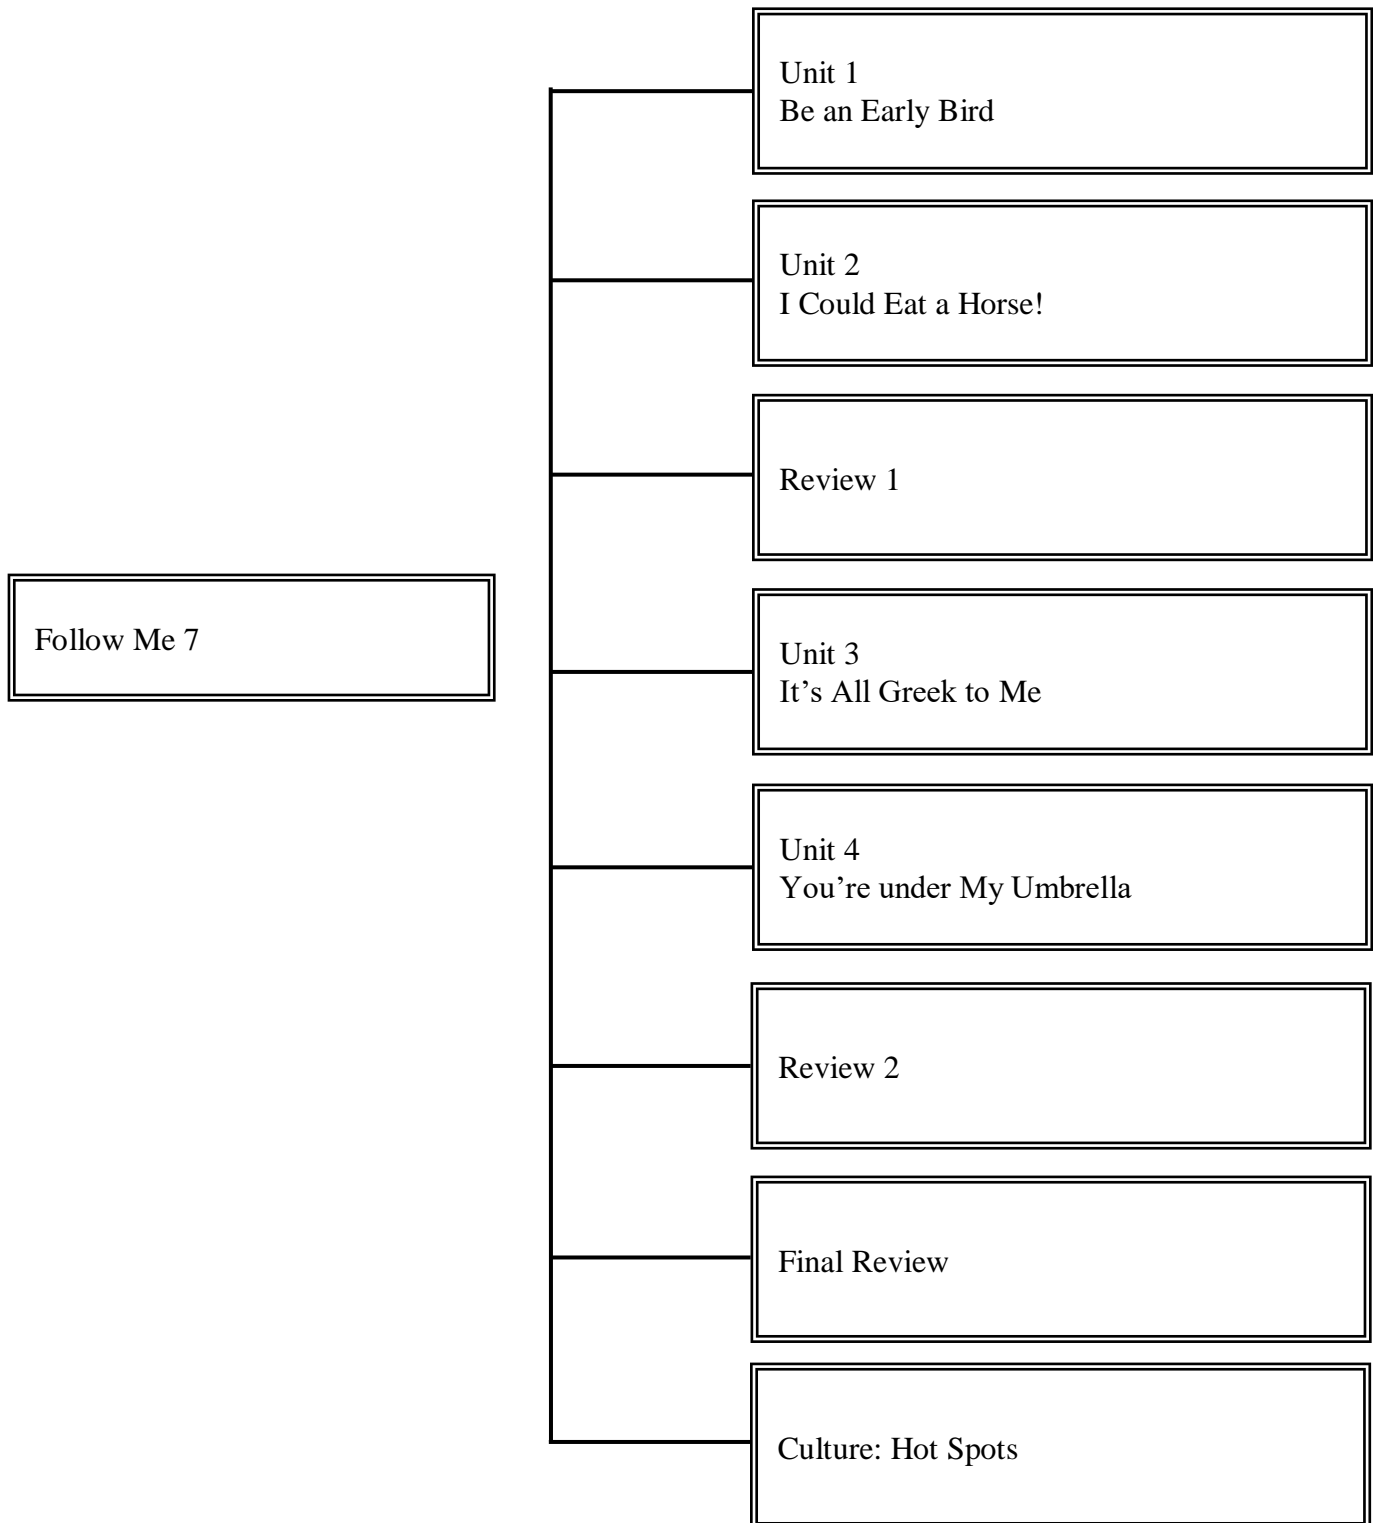 Follow Me 7
Unit 1
Be an Early Bird
Unit 2
I Could Eat a Horse!
Review 1
Unit 3
It’s All Greek to Me
Unit 4
You’re under My Umbrella
Review 2
Final Review
Culture: Hot Spots